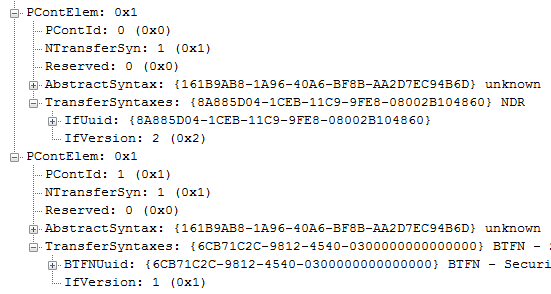 PContElem: 0x1
PContId: 0 (0x0)
NTransferSyn: 1 (0x1)
Reserved: 0 (0x0)
AbstractSyntax: {161B9AB8-1A96-40A6-BF8B-AA2D7EC94B6D} unknown
TransferSyntaxes: {8A885D04-1CEB-11C9-9FE8-08002B104860} NDR
IfUuid: {8A885D04-1CEB-11C9-9FE8-08002B104860}
IfVersion: 2 (0x2)
PContElem: 0x1
PContId: 1 (0x1)
NTransferSyn: 1 (0x1)
Reserved: 0 (0x0)
AbstractSyntax: {161B9AB8-1A96-40A6-BF8B-AA2D7EC94B6D} unknown
TransferSyntaxes: {6CB71C2C-9812-4540-0300000000000000} BTFN -
BTFNUuid: {6CB71C2C-9812-4540-0300000000000000} BTFN - Securi
IfVersion: 1 (0x1)